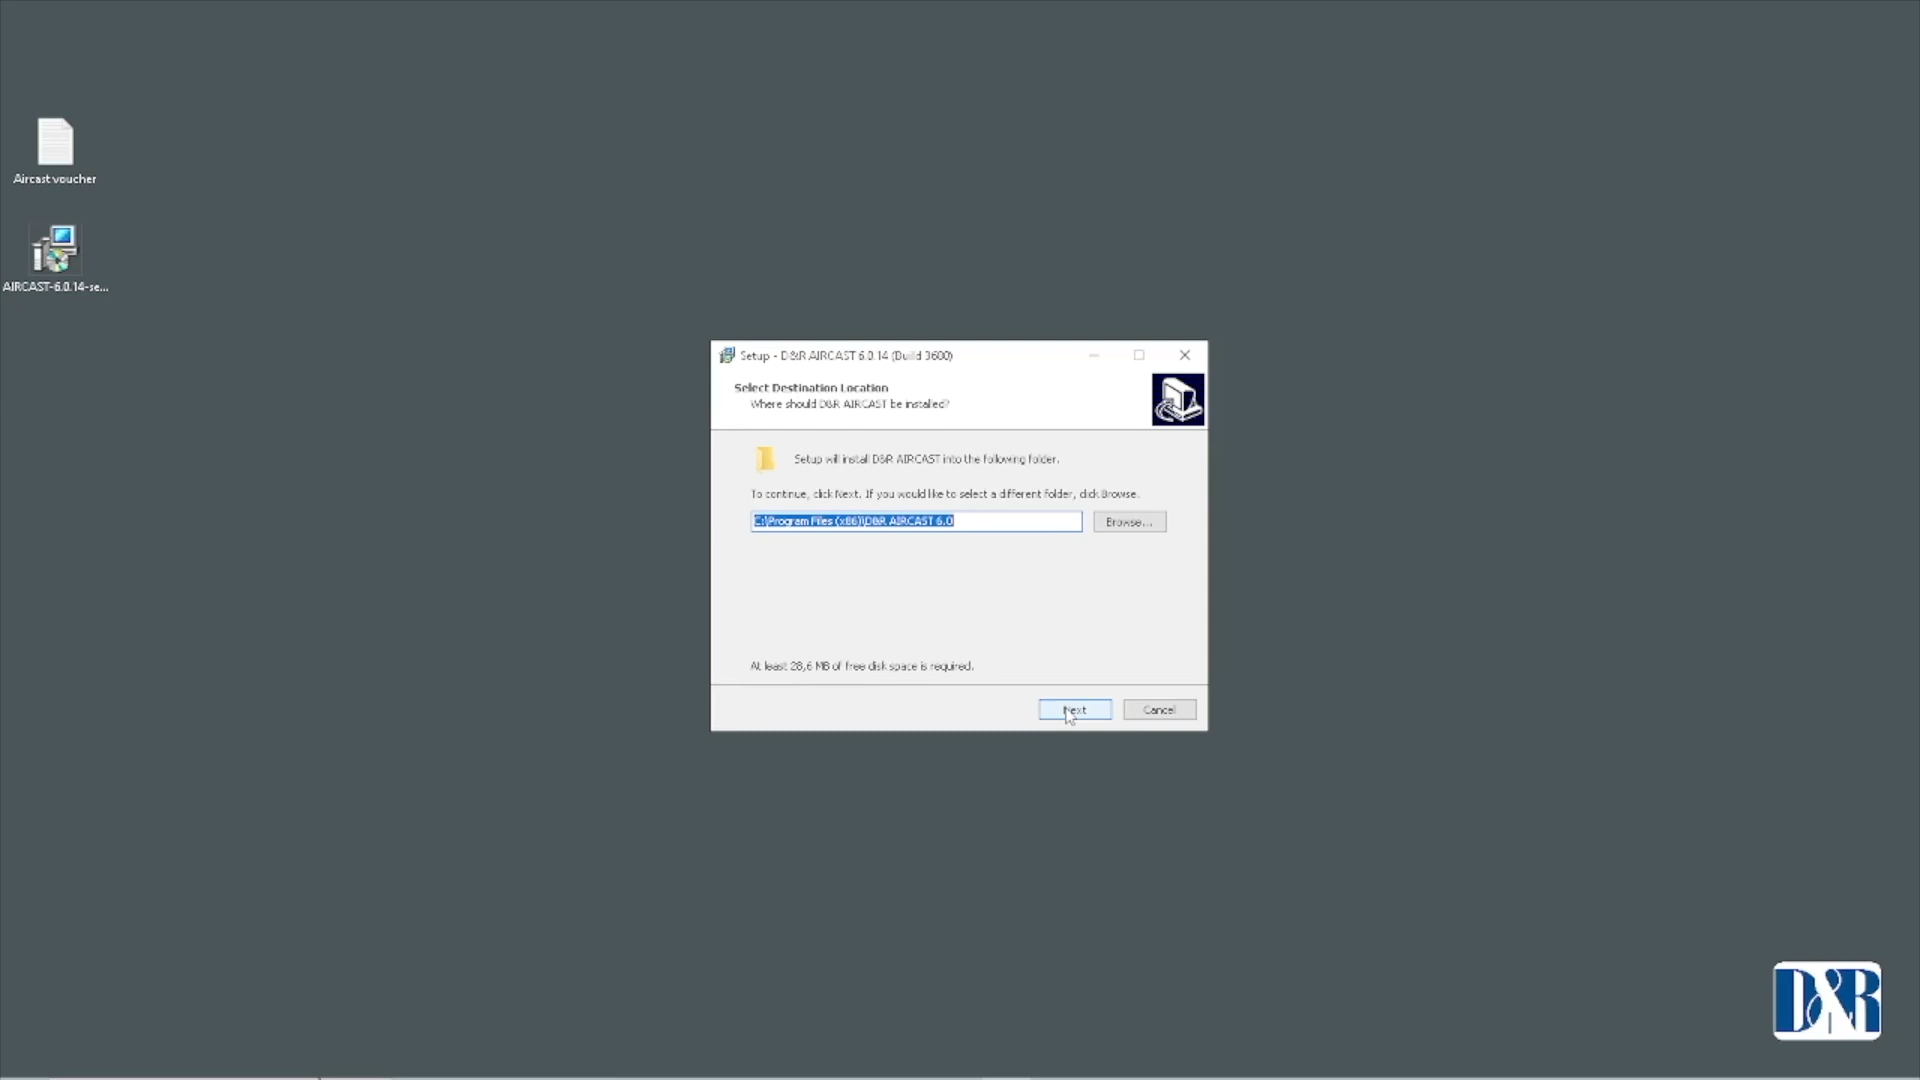 Aircast voucher
AIRCAST-6.0.14-se...
Setup - D&R AIRCAST 6.0.14 (Build 3600)
Select Destination Location
Where should D&R AIRCAST be installed?
Setup will install D&R AIRCAST into the following folder.
To continue, click Next. If you would like to select a different folder, click Browse.
C:\Program Files (x86)\D&R AIRCAST 6.0
Browse...
At least 28,6 MB of free disk space is required.
Next
Cancel
D&R